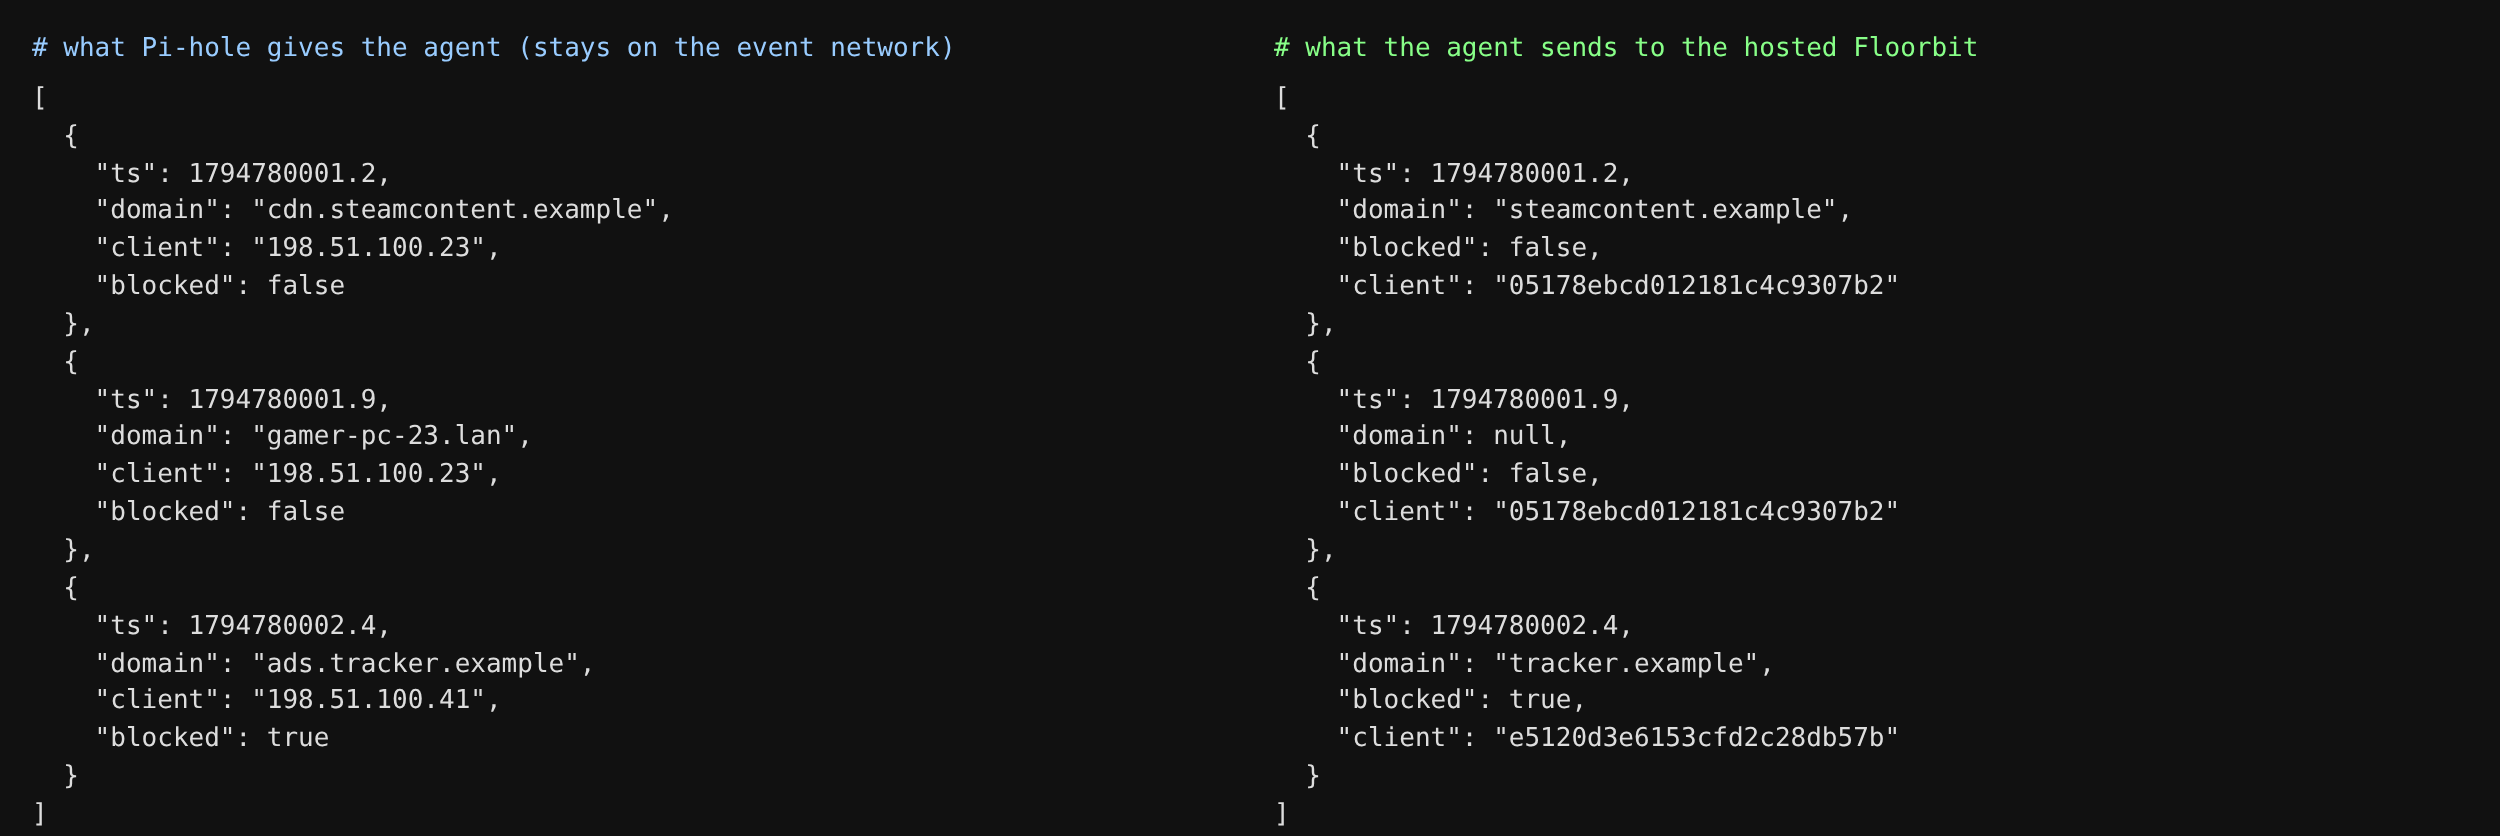 # what Pi-hole gives the agent (stays on the event network)
[
  {
    "ts": 1794780001.2,
    "domain": "cdn.steamcontent.example",
    "client": "198.51.100.23",
    "blocked": false
  },
  {
    "ts": 1794780001.9,
    "domain": "gamer-pc-23.lan",
    "client": "198.51.100.23",
    "blocked": false
  },
  {
    "ts": 1794780002.4,
    "domain": "ads.tracker.example",
    "client": "198.51.100.41",
    "blocked": true
  }
]
# what the agent sends to the hosted Floorbit
[
  {
    "ts": 1794780001.2,
    "domain": "steamcontent.example",
    "blocked": false,
    "client": "05178ebcd012181c4c9307b2"
  },
  {
    "ts": 1794780001.9,
    "domain": null,
    "blocked": false,
    "client": "05178ebcd012181c4c9307b2"
  },
  {
    "ts": 1794780002.4,
    "domain": "tracker.example",
    "blocked": true,
    "client": "e5120d3e6153cfd2c28db57b"
  }
]